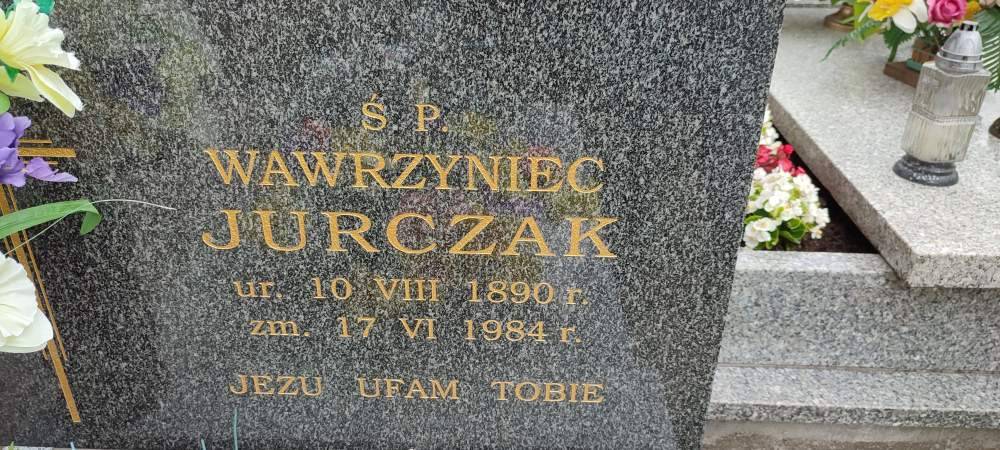 Ś. P.
WAWRZYNIEC
JURCZAK
ur. 10 VIII 1890 r.
zm. 17 VI 1984 r.
JEZU UFAM TOBIE